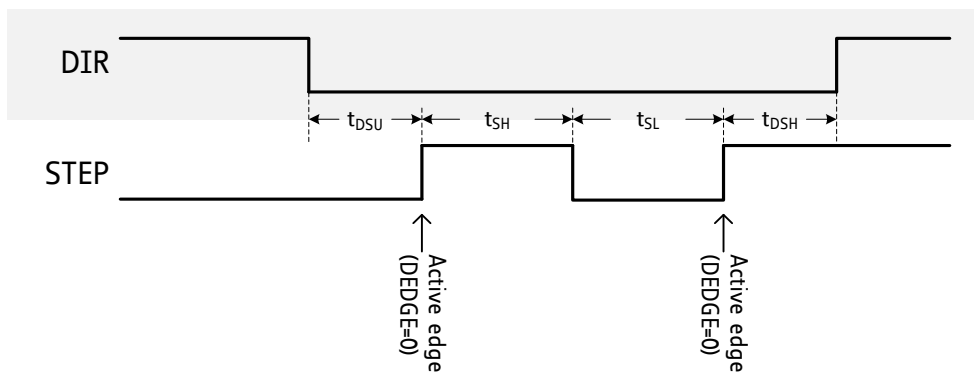 DIR
tDSU
tSH
tSL
tDSH
STEP
Active edge
(DEDGE=0)
Active edge
(DEDGE=0)